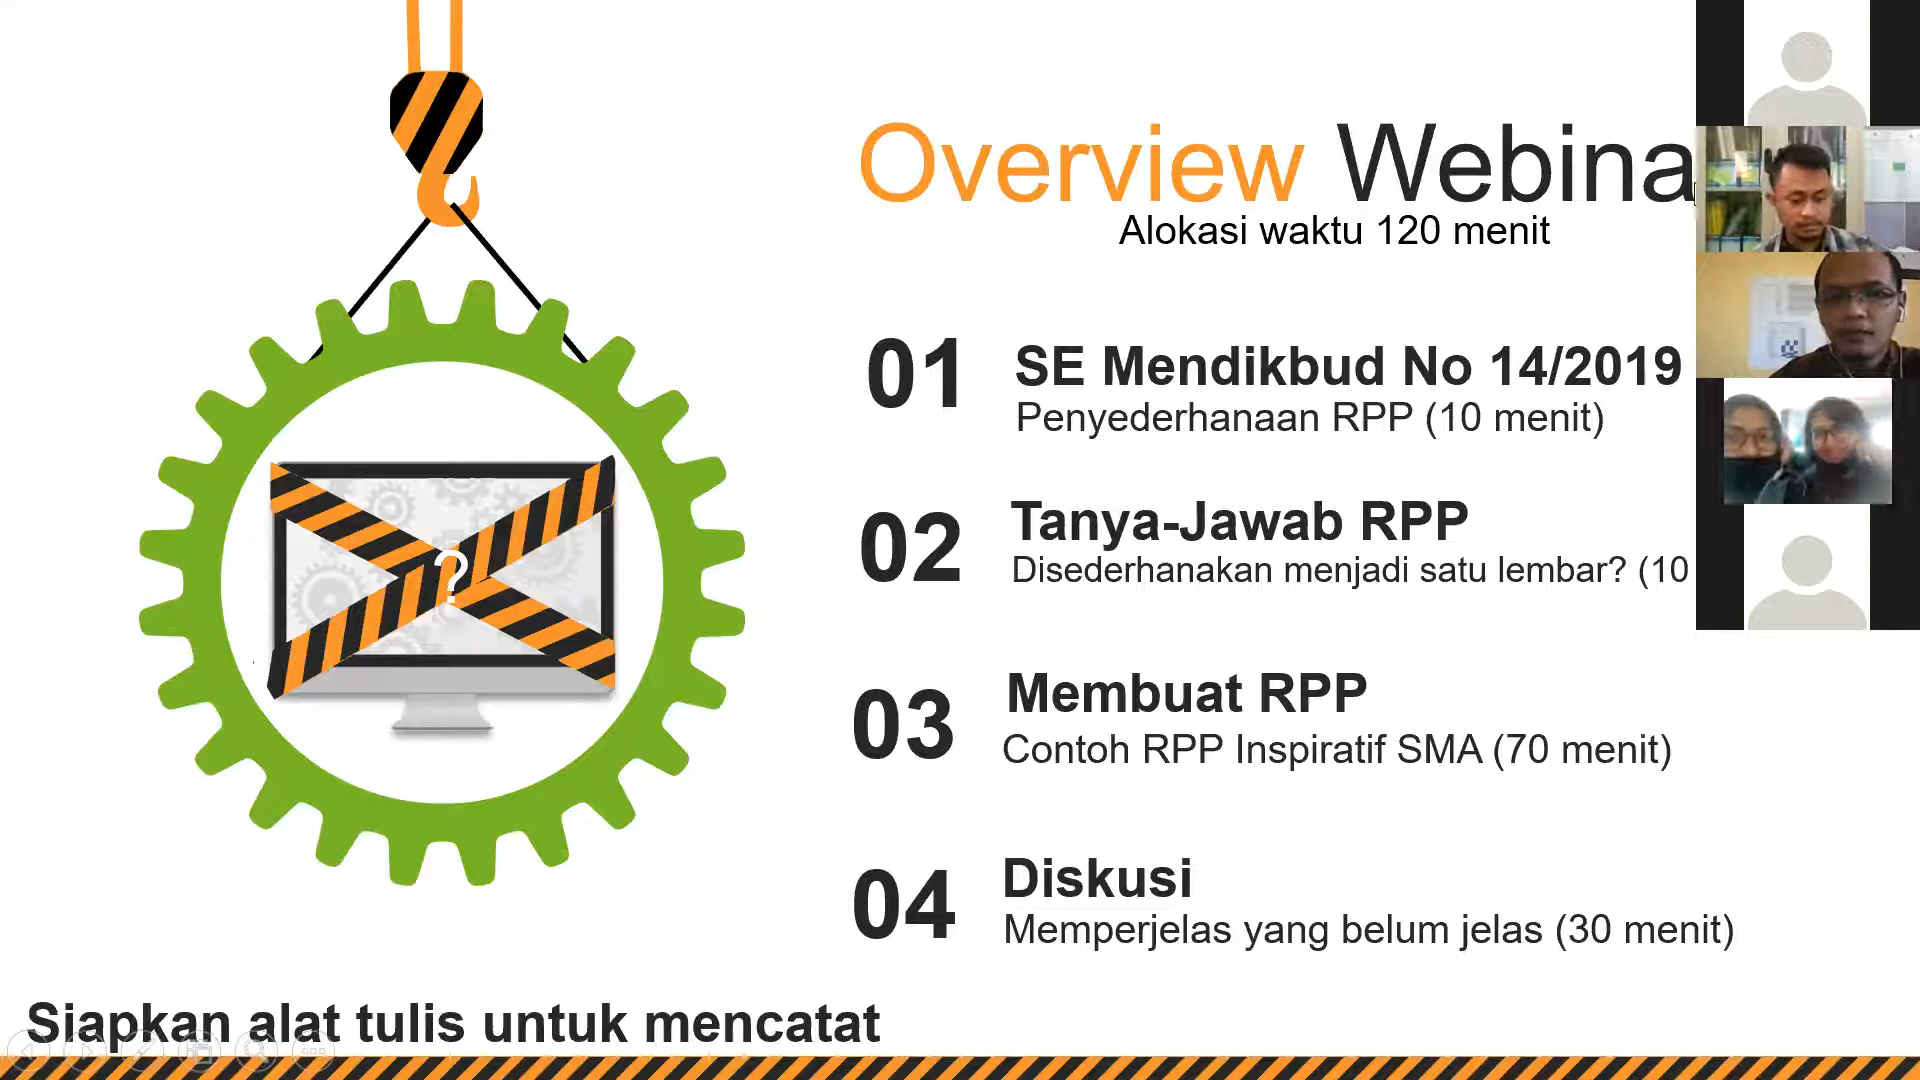 Overview Webina
Alokasi waktu 120 menit
01
SE Mendikbud No 14/2019
Penyederhanaan RPP (10 menit)
02
Tanya-Jawab RPP
Disederhanakan menjadi satu lembar? (10
03
Membuat RPP
Contoh RPP Inspiratif SMA (70 menit)
04
Diskusi
Memperjelas yang belum jelas (30 menit)
?
Siapkan alat tulis untuk mencatat